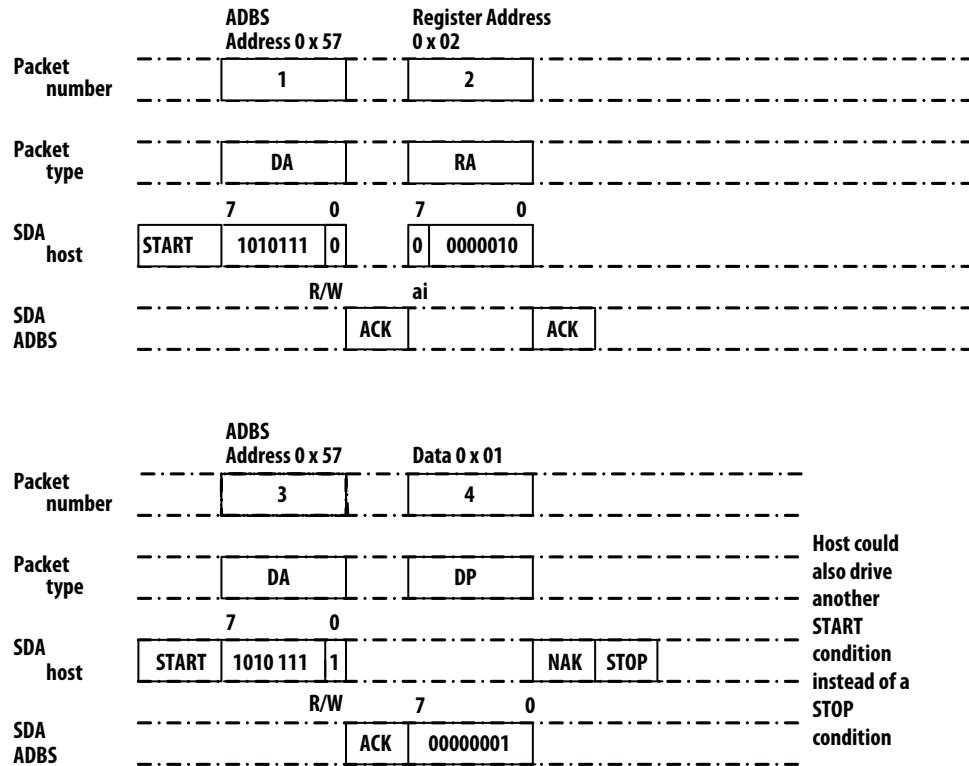 ADBS
Address 0 x 57
Register Address
0 x 02
Packet
number
1
2
Packet
type
DA
RA
7 0 7 0
SDA
host
START 1010111 0 0 0000010
R/W ai
SDA
ADBS
ACK ACK
ADBS
Address 0 x 57
Data 0 x 01
Packet
number
3
4
Packet
type
DA
DP
7 0
SDA
host
START 1010 111 1 NAK STOP
R/W 7 0
SDA
ADBS
ACK 00000001
Host could
also drive
another
START
condition
instead of a
STOP
condition